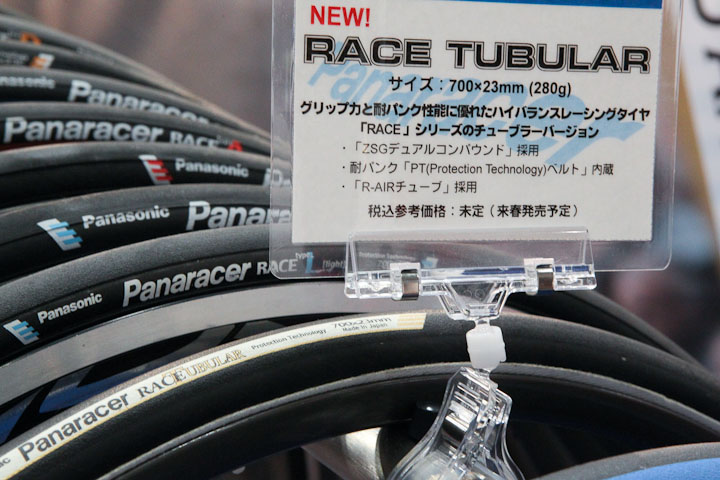 NEW!
RACE TUBULAR
サイズ：700×23mm (280g)
グリップ力と耐パンク性能に優れたハイバランスレーシングタイヤ
「RACE」シリーズのチューブラーバージョン
・「ZSGデュアルコンパウンド」採用
・耐パンク「PT(Protection Technology)ベルト」内蔵
・「R-AIRチューブ」採用
税込参考価格：未定（来春発売予定）
Panasonic
Panaracer RACE
Panasonic
Panasonic Panaracer
Panasonic Panaracer RACE L [light]
Panaracer RACE TUBULAR Protection Technology 700×23mm
Made in Japan